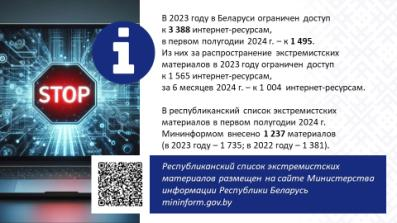 В 2023 году в Беларуси ограничен доступ
к 3 388 интернет-ресурсам,
в первом полугодии 2024 г. – к 1 495.
Из них за распространение экстремистских
материалов в 2023 году ограничен доступ
к 1 565 интернет-ресурсам,
за 6 месяцев 2024 г. – к 1 004 интернет-ресурсам.
В республиканский список экстремистских
материалов в первом полугодии 2024 г.
Мининформом внесено 1 237 материалов
(в 2023 году – 1 735; в 2022 году – 1 381).
STOP
Республиканский список экстремистских
материалов размещен на сайте Министерства
информации Республики Беларусь
mininform.gov.by